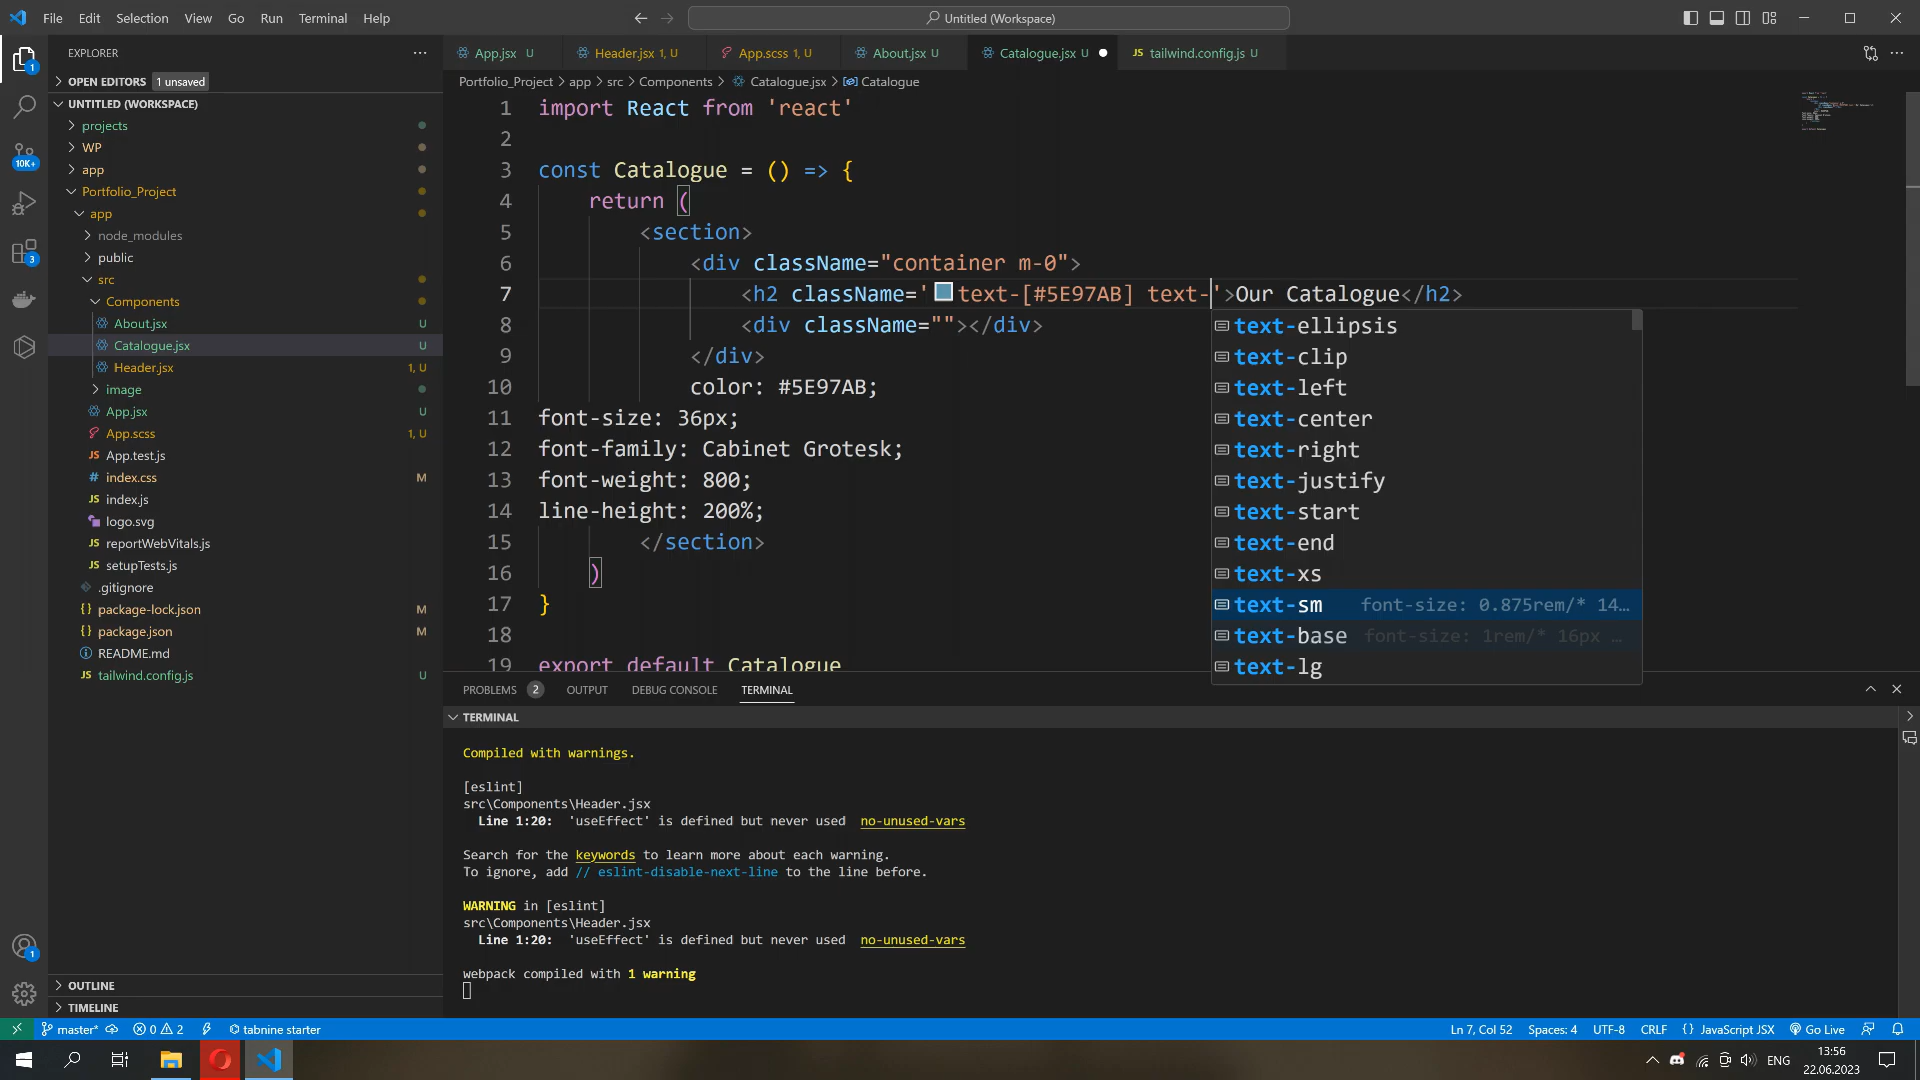 File Edit Selection View Go Run Terminal Help
Untitled (Workspace)
EXPLORER
App.jsx U
Header.jsx 1, U
App.scss 1, U
About.jsx U
Catalogue.jsx U
JS tailwind.config.js U
OPEN EDITORS 1 unsaved
Portfolio_Project > app > src > Components > Catalogue.jsx > Catalogue
UNTITLED (WORKSPACE)
projects
WP
app
Portfolio_Project
app
node_modules
public
src
Components
About.jsx U
Catalogue.jsx U
Header.jsx 1, U
image
App.jsx U
App.scss 1, U
JS App.test.js
# index.css M
JS index.js
logo.svg
JS reportWebVitals.js
JS setupTests.js
.gitignore
{} package-lock.json M
{} package.json M
README.md
JS tailwind.config.js U
OUTLINE
TIMELINE
1 import React from 'react'
2
3 const Catalogue = () => {
4 return (
5 <section>
6 <div className="container m-0">
7 <h2 className='text-[#5E97AB] text-'>Our Catalogue</h2>
8 <div className=""></div>
9 </div>
10 color: #5E97AB;
11 font-size: 36px;
12 font-family: Cabinet Grotesk;
13 font-weight: 800;
14 line-height: 200%;
15 </section>
16 )
17 }
18
19 export default Catalogue
text-ellipsis
text-clip
text-left
text-center
text-right
text-justify
text-start
text-end
text-xs
text-sm font-size: 0.875rem/* 14…
text-base font-size: 1rem/* 16px …
text-lg
PROBLEMS 2 OUTPUT DEBUG CONSOLE TERMINAL
TERMINAL
Compiled with warnings.
[eslint]
src\Components\Header.jsx
Line 1:20: 'useEffect' is defined but never used no-unused-vars
Search for the keywords to learn more about each warning.
To ignore, add // eslint-disable-next-line to the line before.
WARNING in [eslint]
src\Components\Header.jsx
Line 1:20: 'useEffect' is defined but never used no-unused-vars
webpack compiled with 1 warning
1
10K+
3
1
master* 0 2 tabnine starter
Ln 7, Col 52 Spaces: 4 UTF-8 CRLF {} JavaScript JSX Go Live
ENG
13:56
22.06.2023